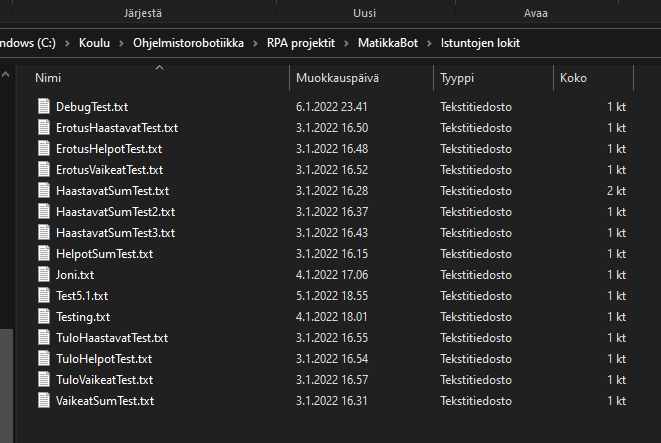 Järjestä Uusi Avaa
ndows (C:) > Koulu > Ohjelmistorobotiikka > RPA projektit > MatikkaBot > Istuntojen lokit
Nimi Muokkauspäivä Tyyppi Koko
DebugTest.txt 6.1.2022 23.41 Tekstitiedosto 1 kt
ErotusHaastavatTest.txt 3.1.2022 16.50 Tekstitiedosto 1 kt
ErotusHelpotTest.txt 3.1.2022 16.48 Tekstitiedosto 1 kt
ErotusVaikeatTest.txt 3.1.2022 16.52 Tekstitiedosto 1 kt
HaastavatSumTest.txt 3.1.2022 16.28 Tekstitiedosto 2 kt
HaastavatSumTest2.txt 3.1.2022 16.37 Tekstitiedosto 1 kt
HaastavatSumTest3.txt 3.1.2022 16.43 Tekstitiedosto 1 kt
HelpotSumTest.txt 3.1.2022 16.15 Tekstitiedosto 1 kt
Joni.txt 4.1.2022 17.06 Tekstitiedosto 1 kt
Test5.1.txt 5.1.2022 18.55 Tekstitiedosto 1 kt
Testing.txt 4.1.2022 18.01 Tekstitiedosto 1 kt
TuloHaastavatTest.txt 3.1.2022 16.55 Tekstitiedosto 1 kt
TuloHelpotTest.txt 3.1.2022 16.54 Tekstitiedosto 1 kt
TuloVaikeatTest.txt 3.1.2022 16.57 Tekstitiedosto 1 kt
VaikeatSumTest.txt 3.1.2022 16.31 Tekstitiedosto 1 kt